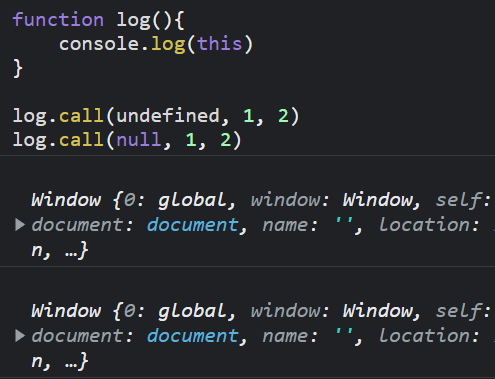 function log(){
    console.log(this)
}
log.call(undefined, 1, 2)
log.call(null, 1, 2)
Window {0: global, window: Window, self:
▶ document: document, name: '', location:
n, …}
Window {0: global, window: Window, self:
▶ document: document, name: '', location:
n, …}